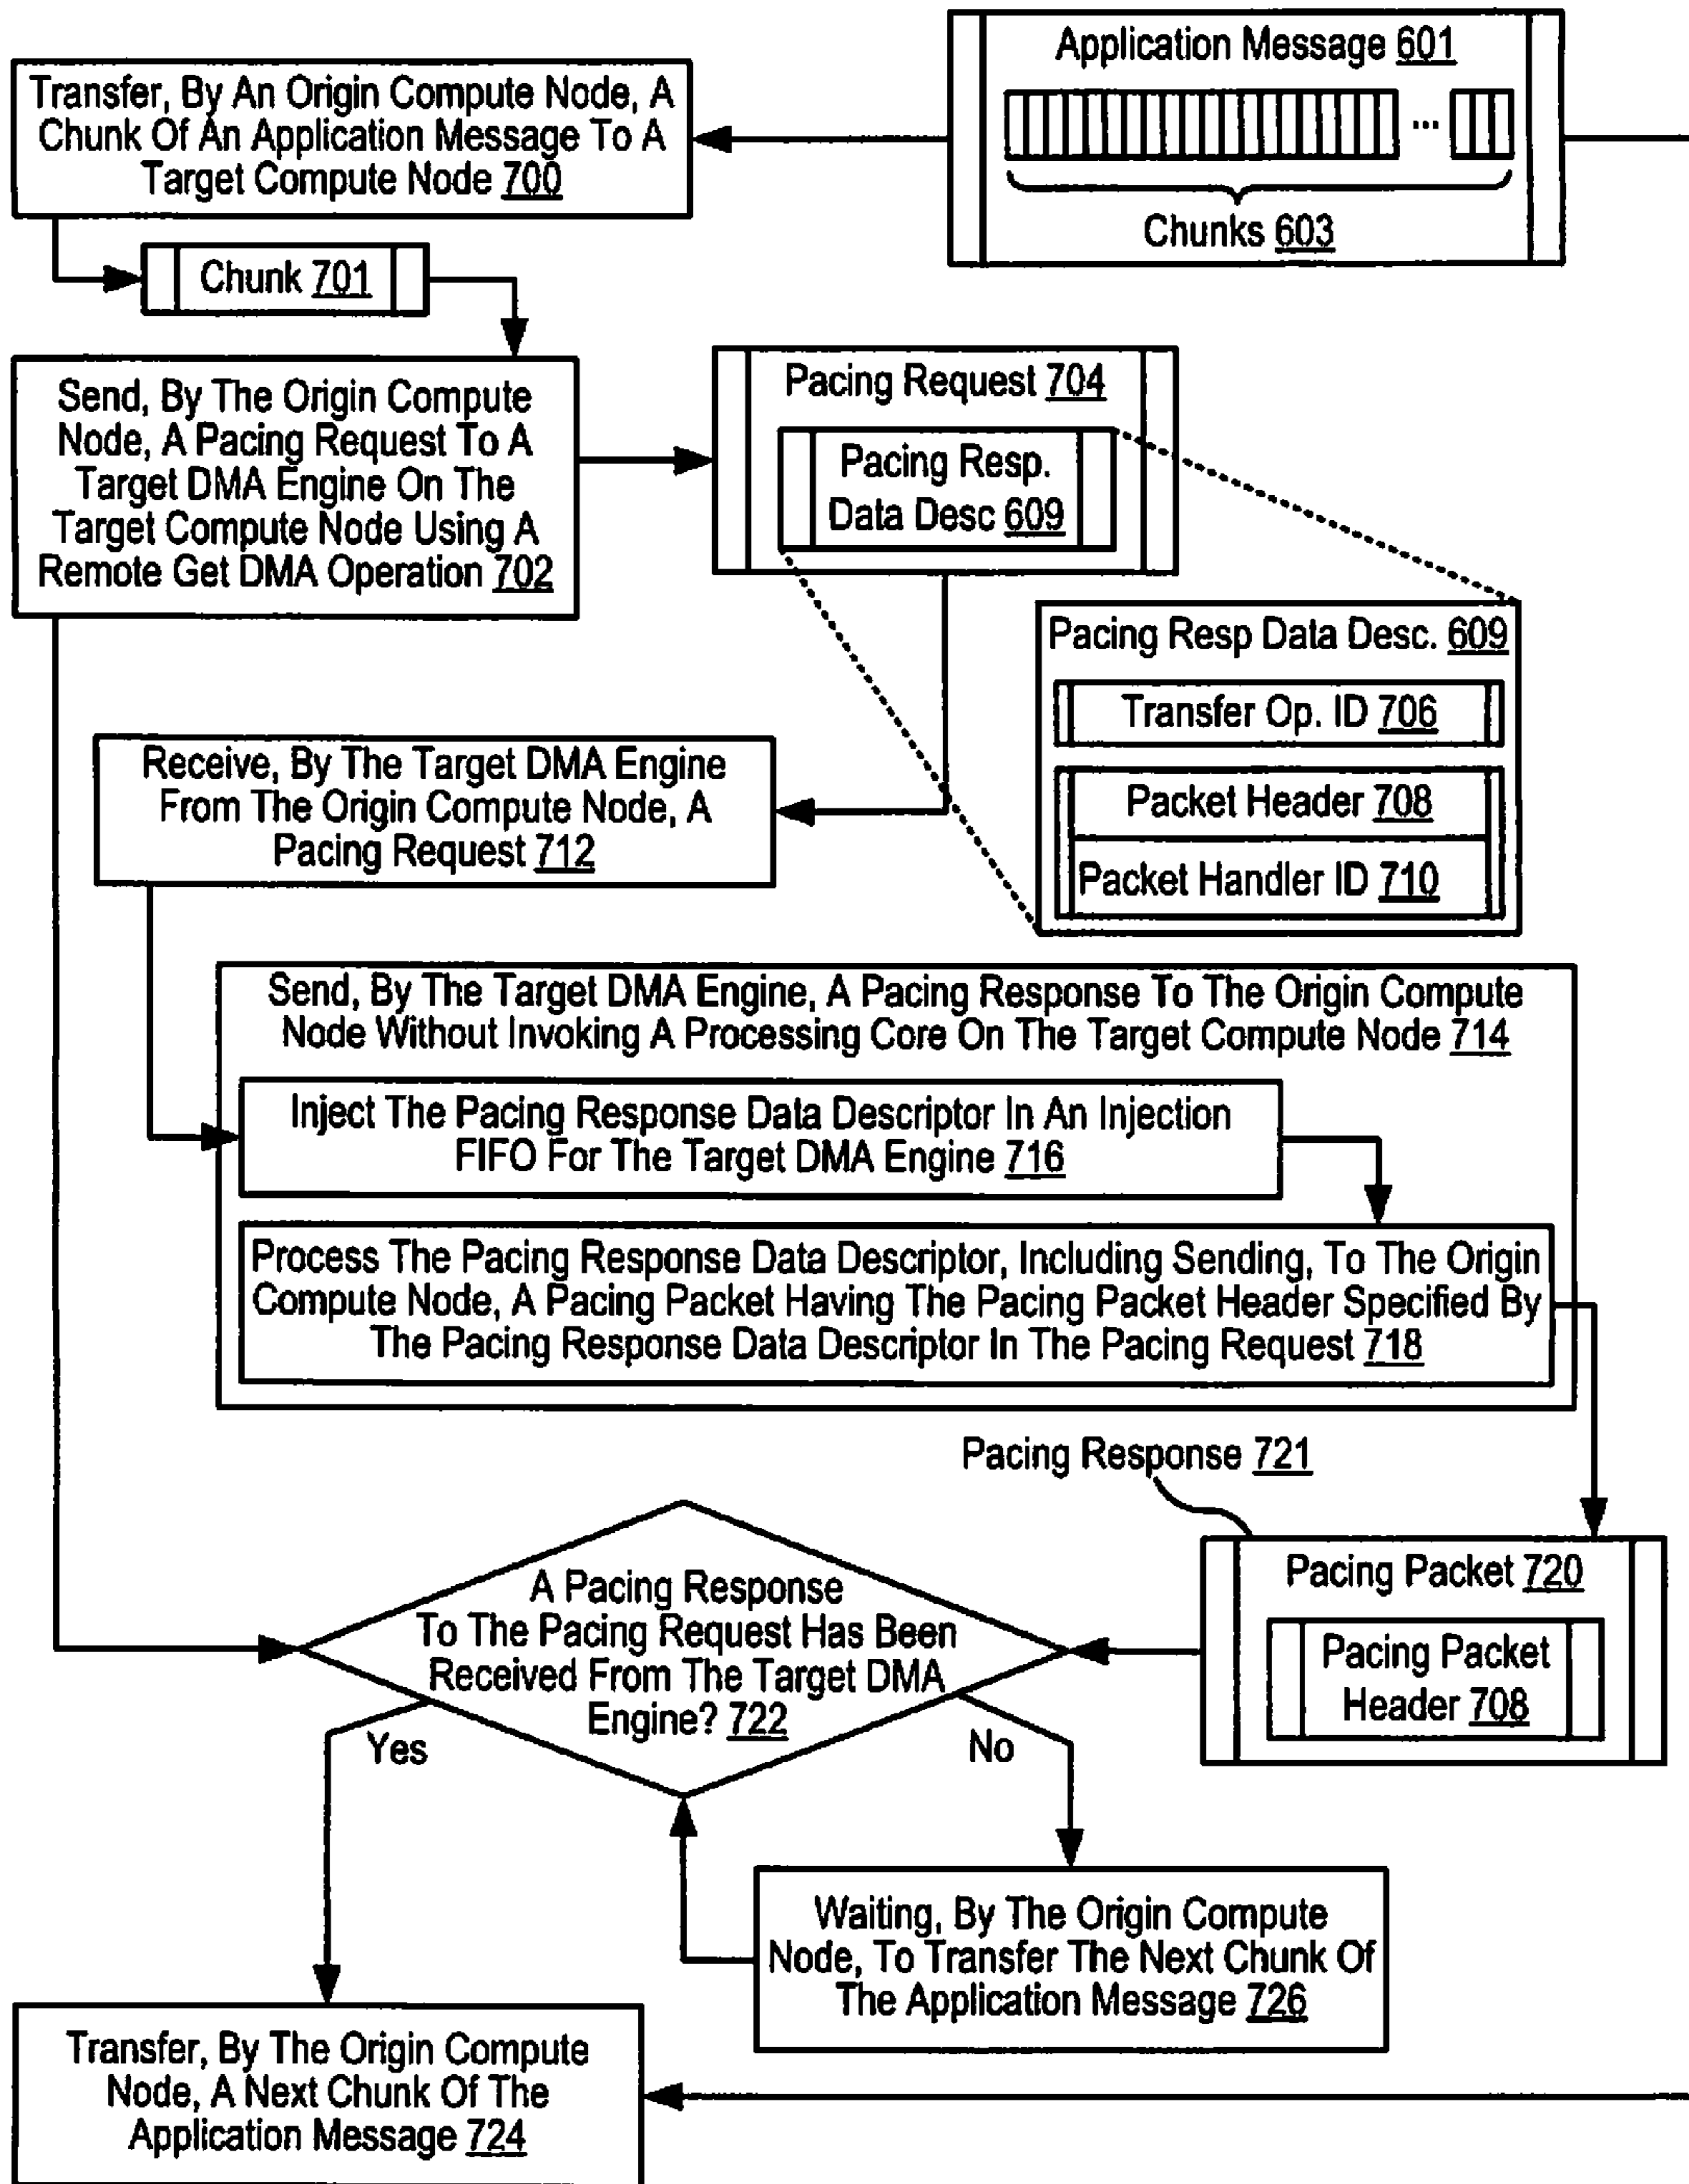 Application Message 601
...
Chunks 603
Transfer, By An Origin Compute Node, A
Chunk Of An Application Message To A
Target Compute Node 700
Chunk 701
Send, By The Origin Compute
Node, A Pacing Request To A
Target DMA Engine On The
Target Compute Node Using A
Remote Get DMA Operation 702
Pacing Request 704
Pacing Resp.
Data Desc 609
Pacing Resp Data Desc. 609
Transfer Op. ID 706
Packet Header 708
Packet Handler ID 710
Receive, By The Target DMA Engine
From The Origin Compute Node, A
Pacing Request 712
Send, By The Target DMA Engine, A Pacing Response To The Origin Compute
Node Without Invoking A Processing Core On The Target Compute Node 714
Inject The Pacing Response Data Descriptor In An Injection
FIFO For The Target DMA Engine 716
Process The Pacing Response Data Descriptor, Including Sending, To The Origin
Compute Node, A Pacing Packet Having The Pacing Packet Header Specified By
The Pacing Response Data Descriptor In The Pacing Request 718
Pacing Response 721
Pacing Packet 720
Pacing Packet
Header 708
A Pacing Response
To The Pacing Request Has Been
Received From The Target DMA
Engine? 722
Yes
No
Waiting, By The Origin Compute
Node, To Transfer The Next Chunk Of
The Application Message 726
Transfer, By The Origin Compute
Node, A Next Chunk Of The
Application Message 724